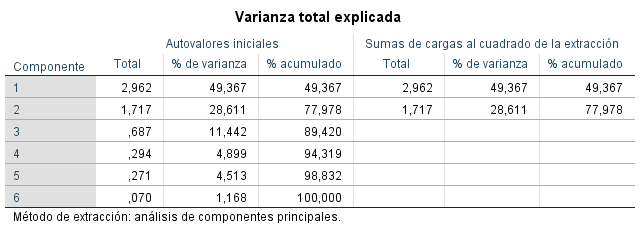 Varianza total explicada
Autovalores iniciales Sumas de cargas al cuadrado de la extracción
Componente Total % de varianza % acumulado Total % de varianza % acumulado
1 2,962 49,367 49,367 2,962 49,367 49,367
2 1,717 28,611 77,978 1,717 28,611 77,978
3 ,687 11,442 89,420
4 ,294 4,899 94,319
5 ,271 4,513 98,832
6 ,070 1,168 100,000
Método de extracción: análisis de componentes principales.